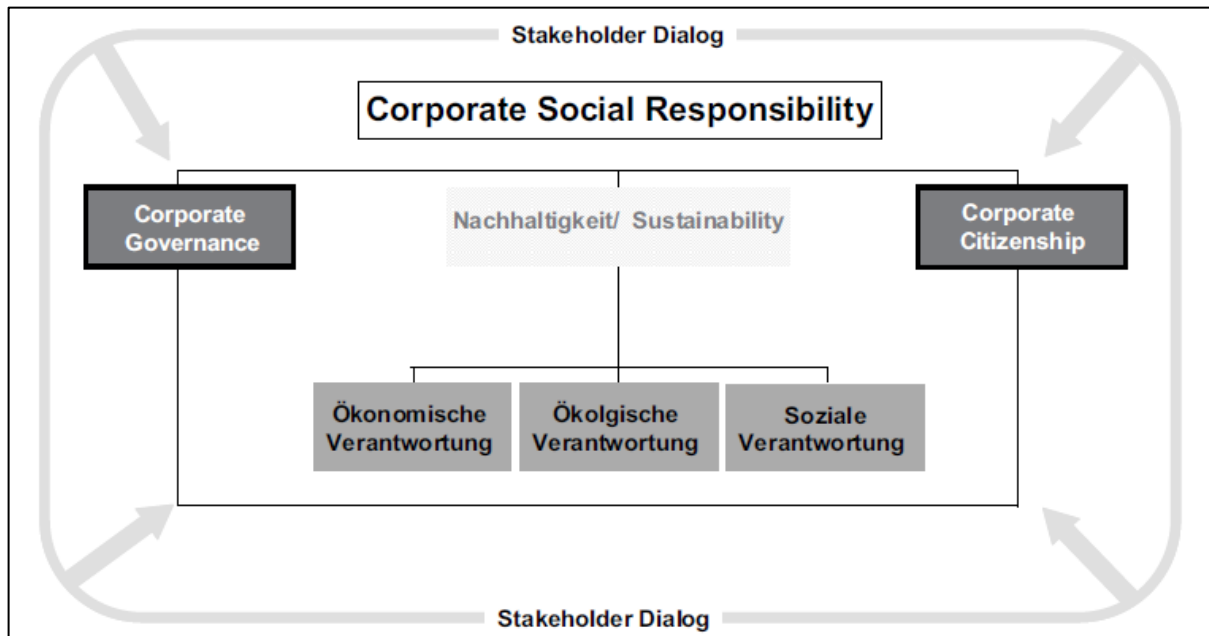 Stakeholder Dialog
Corporate Social Responsibility
Corporate
Governance
Nachhaltigkeit/ Sustainability
Corporate
Citizenship
Ökonomische
Verantwortung
Ökolgische
Verantwortung
Soziale
Verantwortung
Stakeholder Dialog